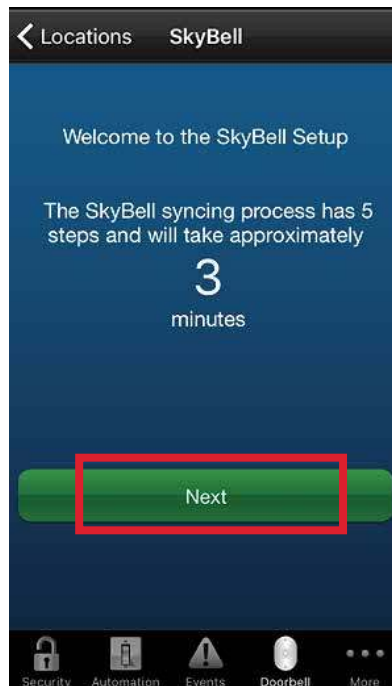 Locations SkyBell
Welcome to the SkyBell Setup
The SkyBell syncing process has 5
steps and will take approximately
3
minutes
Next
Security Automation Events Doorbell More